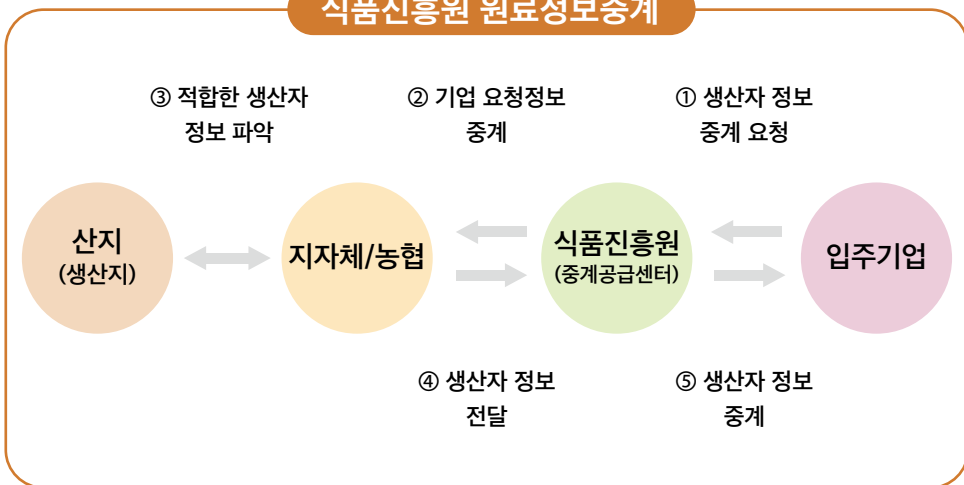 식품진흥원 원료정보중계
③ 적합한 생산자
정보 파악
② 기업 요청정보
중계
① 생산자 정보
중계 요청
산지
(생산지)
지자체/농협
식품진흥원
(중계공급센터)
입주기업
④ 생산자 정보
전달
⑤ 생산자 정보
중계